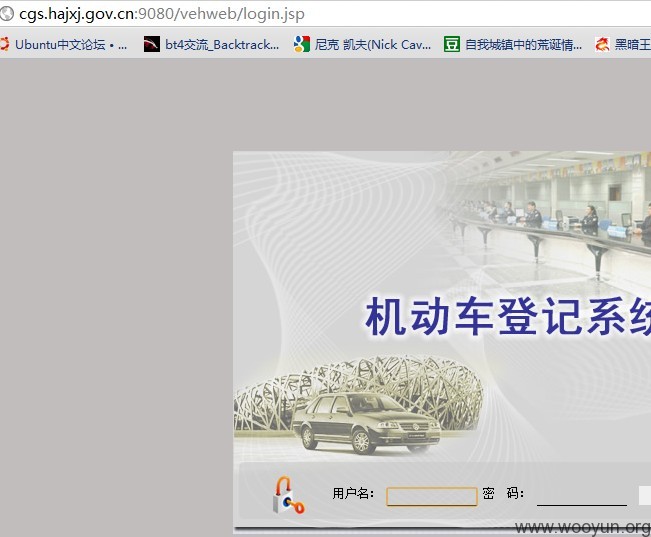 cgs.hajxj.gov.cn:9080/vehweb/login.jsp
Ubuntu中文论坛 • ... bt4交流_Backtrack... 尼克 凯夫(Nick Cav... 自我城镇中的荒诞情... 黑暗王
机动车登记系统
用户名: 密 码:
www.wooyun.org